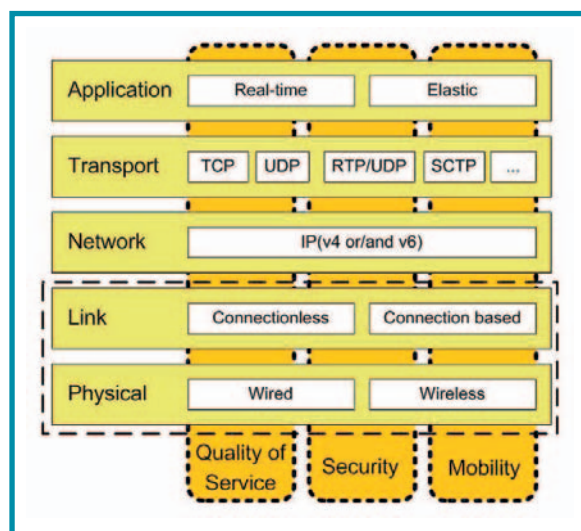 Application
Real-time
Elastic
Transport
TCP
UDP
RTP/UDP
SCTP
...
Network
IP(v4 or/and v6)
Link
Connectionless
Connection based
Physical
Wired
Wireless
Quality of
Service
Security
Mobility